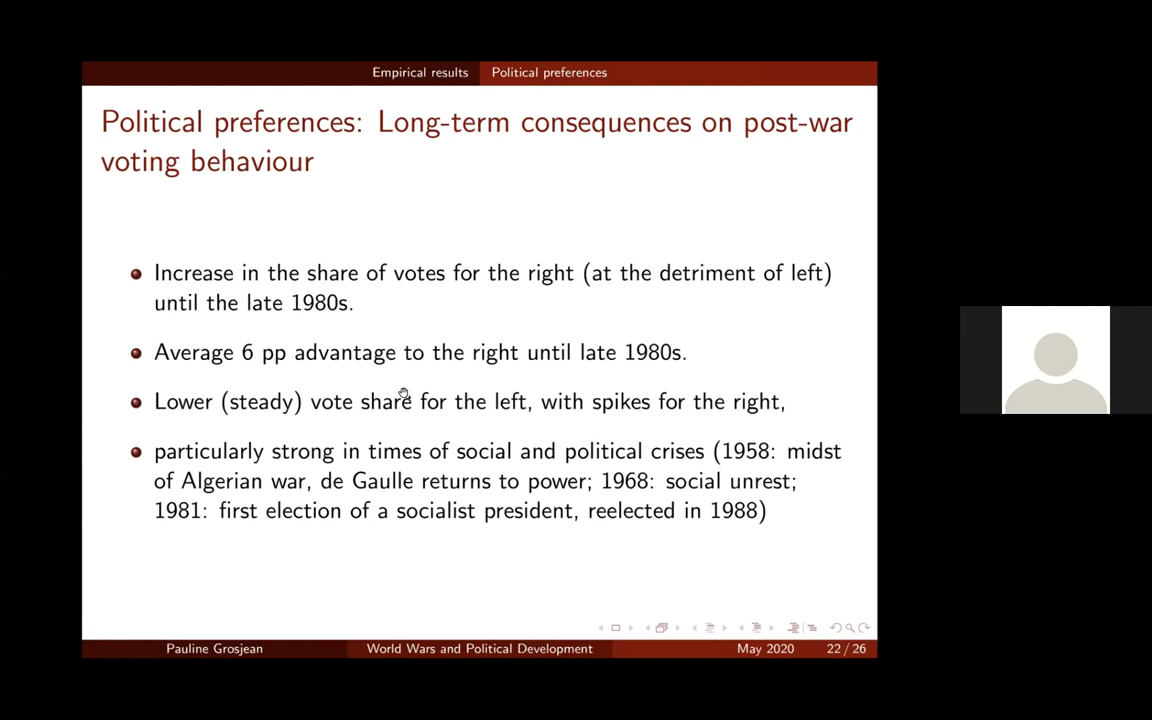 Empirical results Political preferences
Political preferences: Long-term consequences on post-war
voting behaviour
Increase in the share of votes for the right (at the detriment of left)
until the late 1980s.
Average 6 pp advantage to the right until late 1980s.
Lower (steady) vote share for the left, with spikes for the right,
particularly strong in times of social and political crises (1958: midst
of Algerian war, de Gaulle returns to power; 1968: social unrest;
1981: first election of a socialist president, reelected in 1988)
Pauline Grosjean World Wars and Political Development May 2020 22 / 26